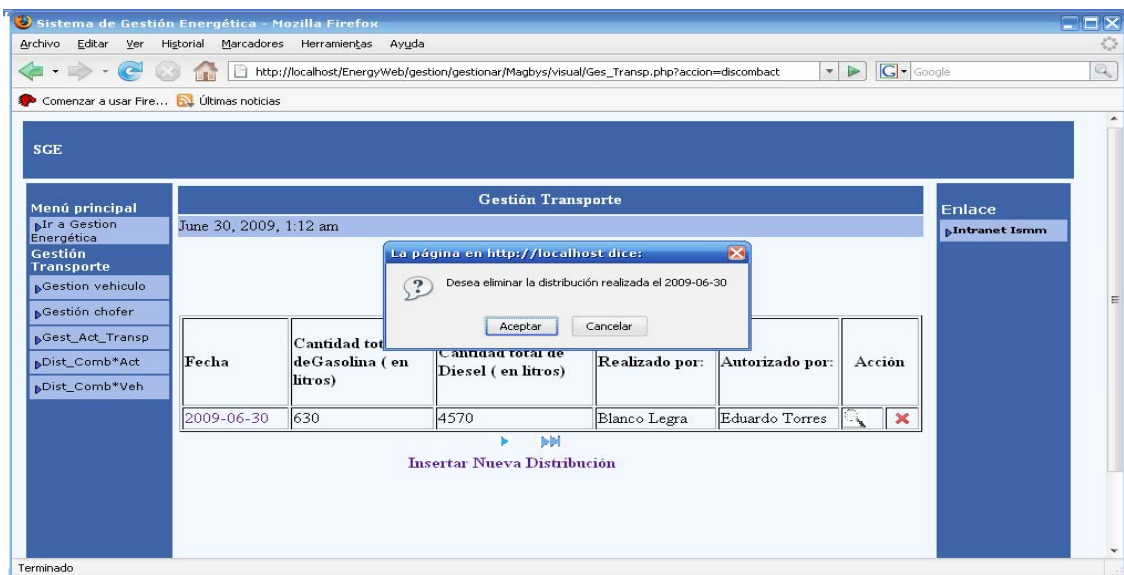 Sistema de Gestión Energética - Mozilla Firefox
Archivo Editar Ver Historial Marcadores Herramientas Ayuda
http://localhost/EnergyWeb/gestion/gestionar/Magbys/visual/Ges_Transp.php?accion=discombact
G Google
Comenzar a usar Fire... Últimas noticias
SGE
Menú principal
Ir a Gestion
Energética
Gestión
Transporte
Gestion vehiculo
Gestión chofer
Gest_Act_Transp
Dist_Comb*Act
Dist_Comb*Veh
Gestión Transporte
June 30, 2009, 1:12 am
La página en http://localhost dice:
Desea eliminar la distribución realizada el 2009-06-30
Aceptar Cancelar
Fecha
Cantidad tot
deGasolina ( en
litros)
Cantidad total de
Diesel ( en litros)
Realizado por:
Autorizado por:
Acción
2009-06-30 630 4570 Blanco Legra Eduardo Torres
Insertar Nueva Distribución
Enlace
Intranet Ismm
Terminado